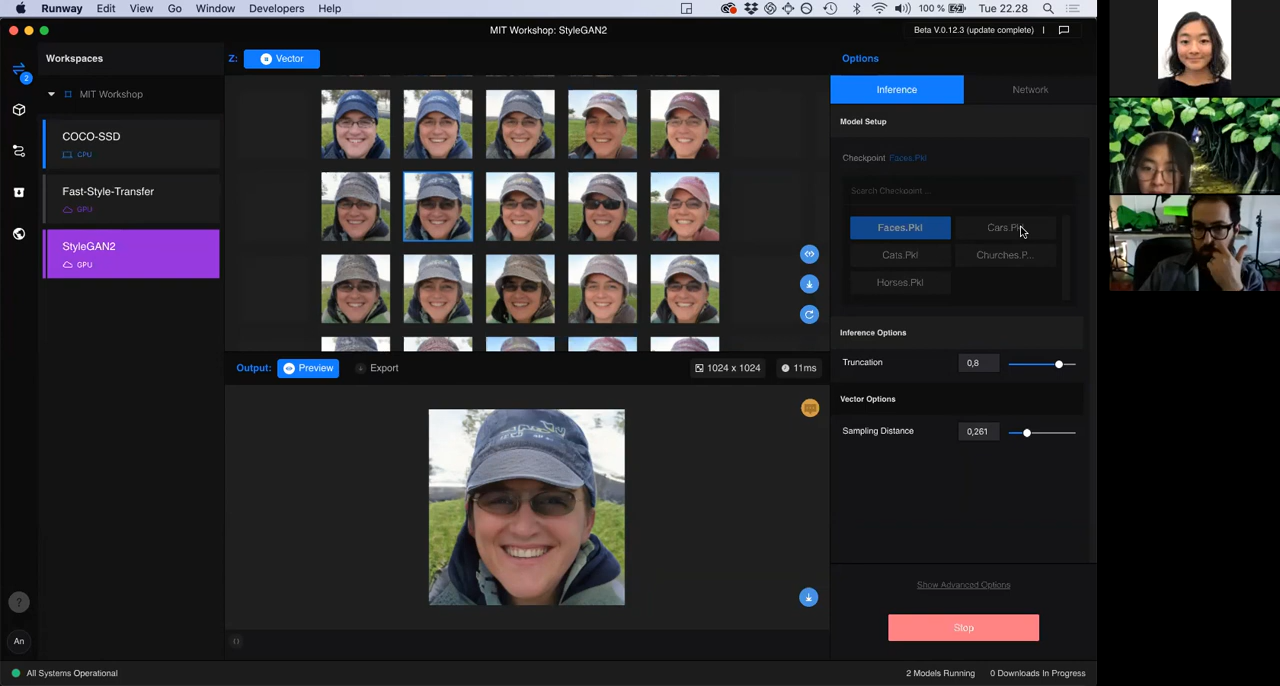 Runway Edit View Go Window Developers Help
100 % Tue 22.28
MIT Workshop: StyleGAN2
Beta V.0.12.3 (update complete)
Workspaces
Z: Vector
Options
2
MIT Workshop
Inference Network
COCO-SSD
CPU
Model Setup
Checkpoint Faces.Pkl
Search Checkpoint ...
Fast-Style-Transfer
GPU
Faces.Pkl
Cars.Pkl
StyleGAN2
GPU
Cats.Pkl
Churches.P...
Horses.Pkl
Inference Options
Truncation 0,8
Output: Preview Export 1024 x 1024 11ms
Vector Options
Sampling Distance 0,261
Show Advanced Options
?
Stop
An
All Systems Operational
2 Models Running 0 Downloads In Progress